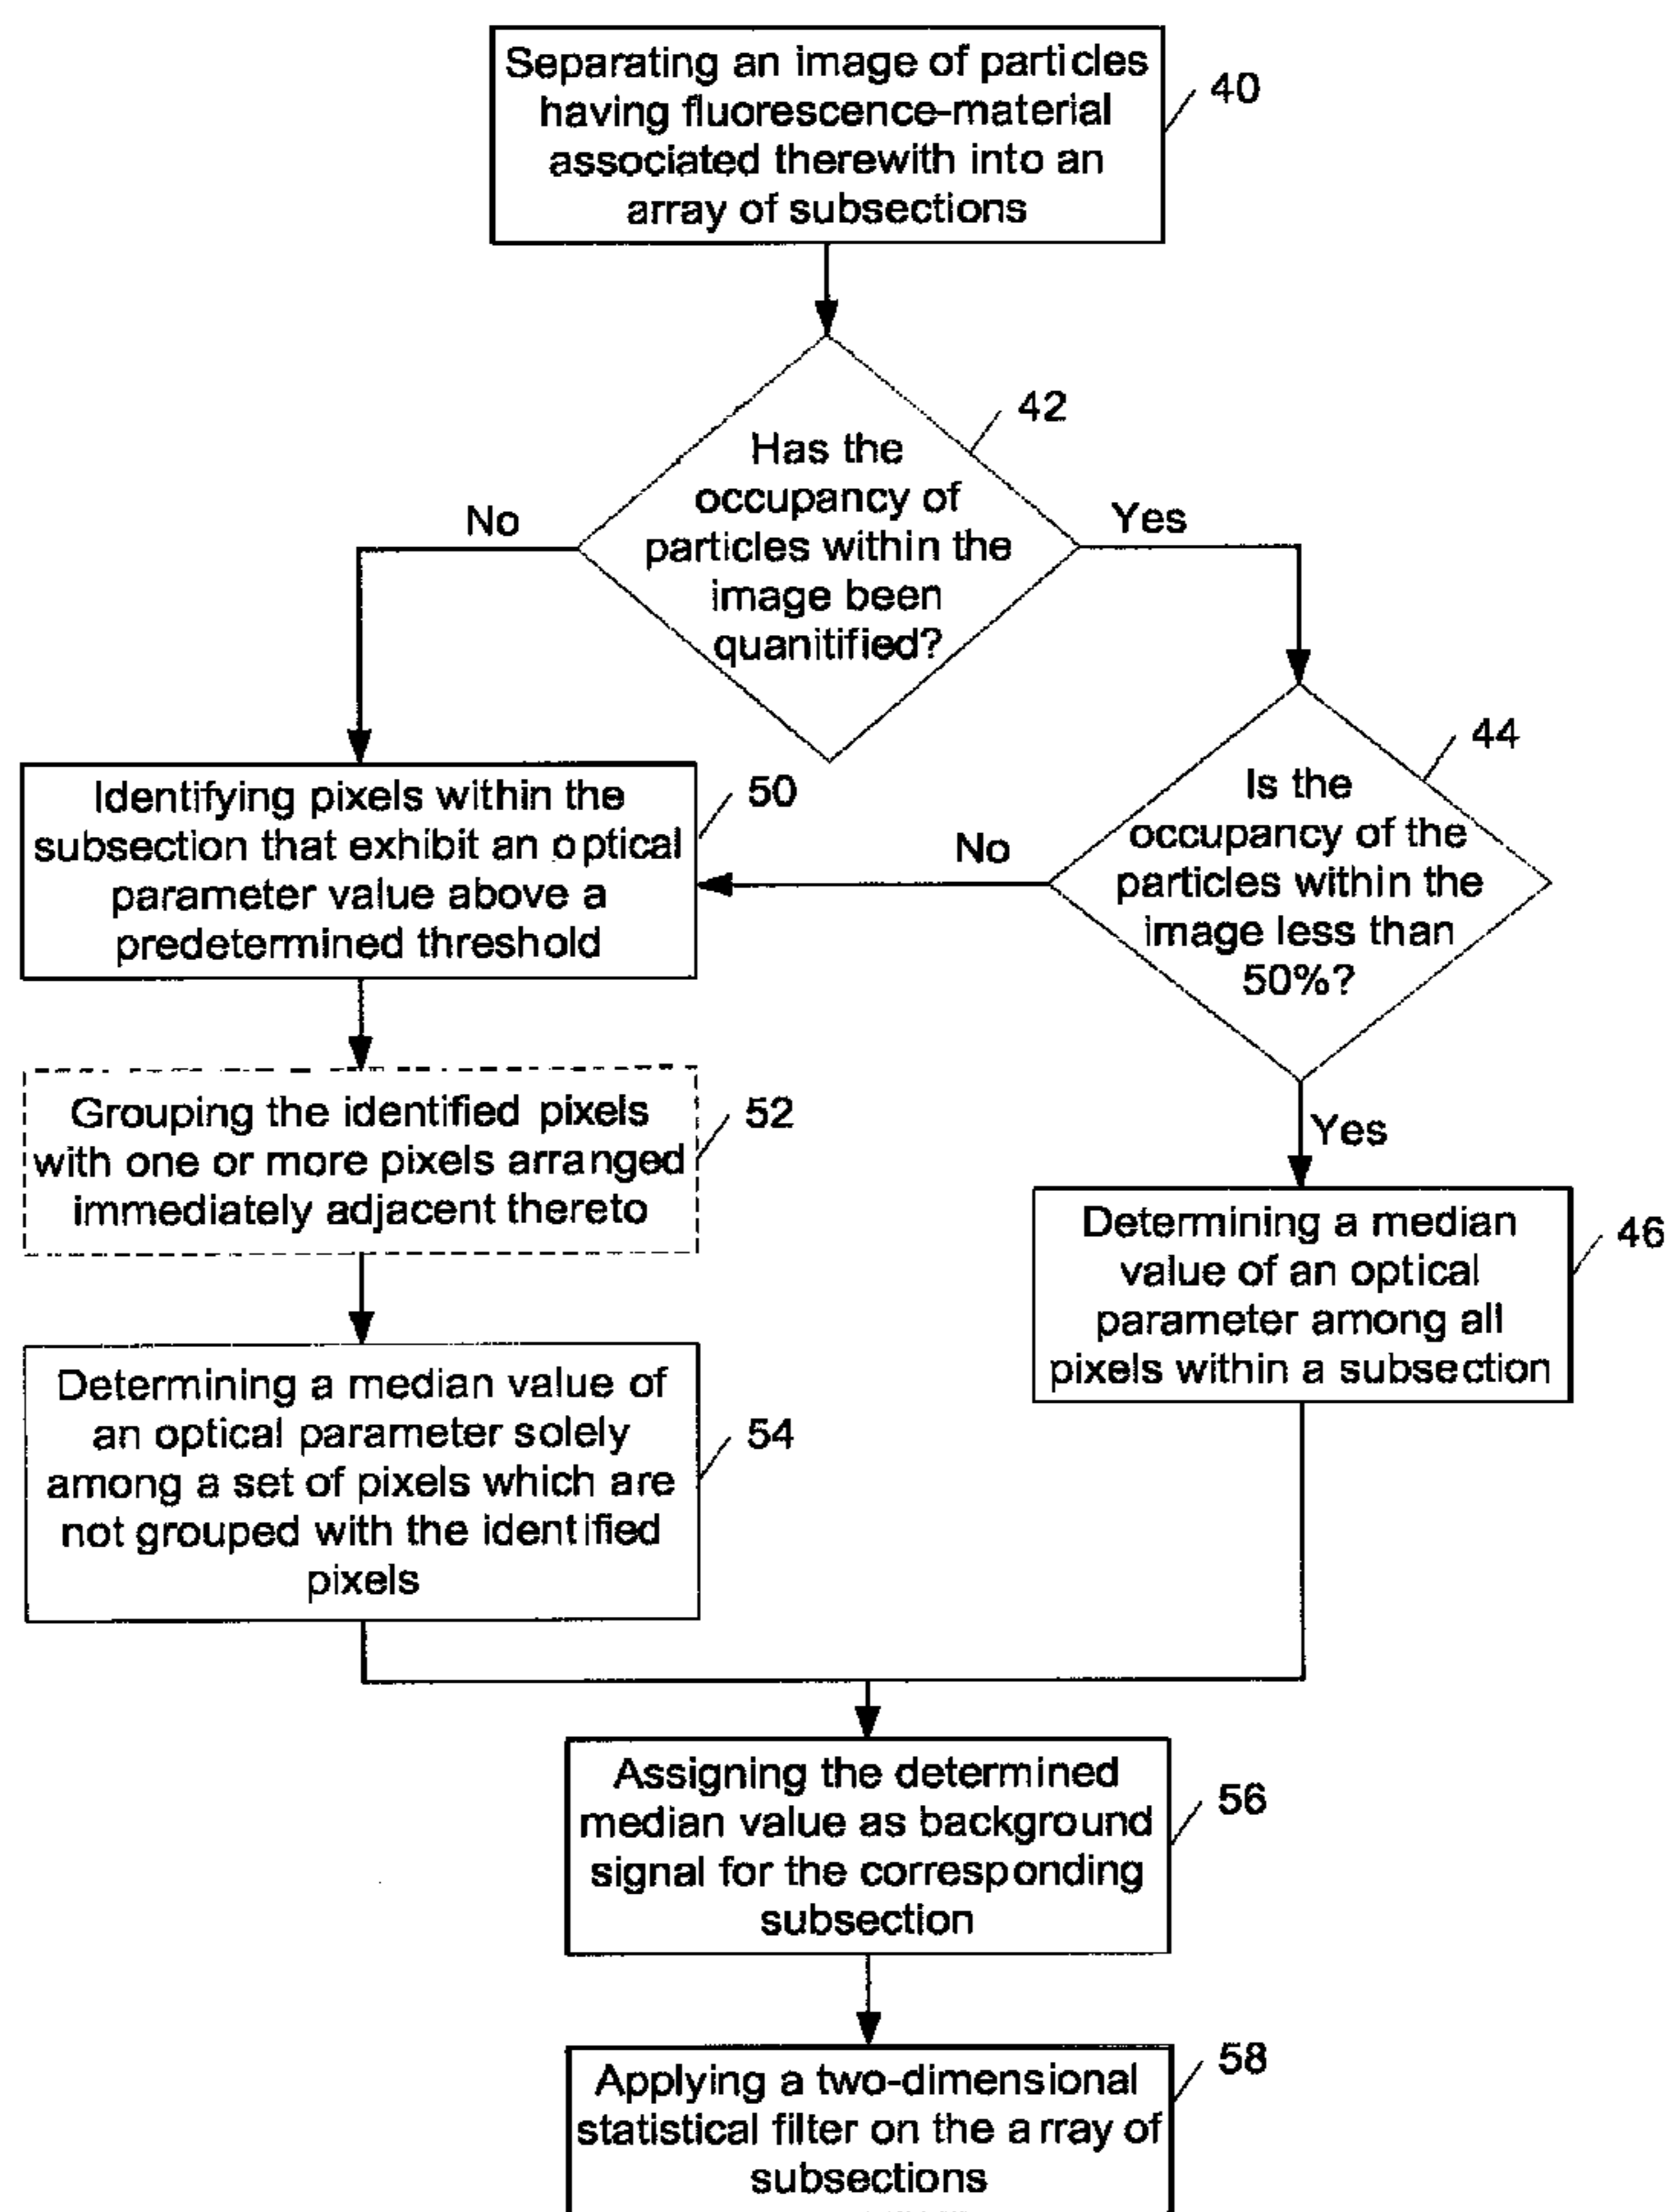 Separating an image of particles
having fluorescence-material
associated therewith into an
array of subsections
40
42
Has the
occupancy of
particles within the
image been
quanitified?
No
Yes
44
Is the
occupancy of the
particles within the
image less than
50%?
No
Yes
Identifying pixels within the
subsection that exhibit an optical
parameter value above a
predetermined threshold
50
Grouping the identified pixels
with one or more pixels arranged
immediately adjacent thereto
52
Determining a median
value of an optical
parameter among all
pixels within a subsection
46
Determining a median value of
an optical parameter solely
among a set of pixels which are
not grouped with the identified
pixels
54
Assigning the determined
median value as background
signal for the corresponding
subsection
56
Applying a two-dimensional
statistical filter on the array of
subsections
58